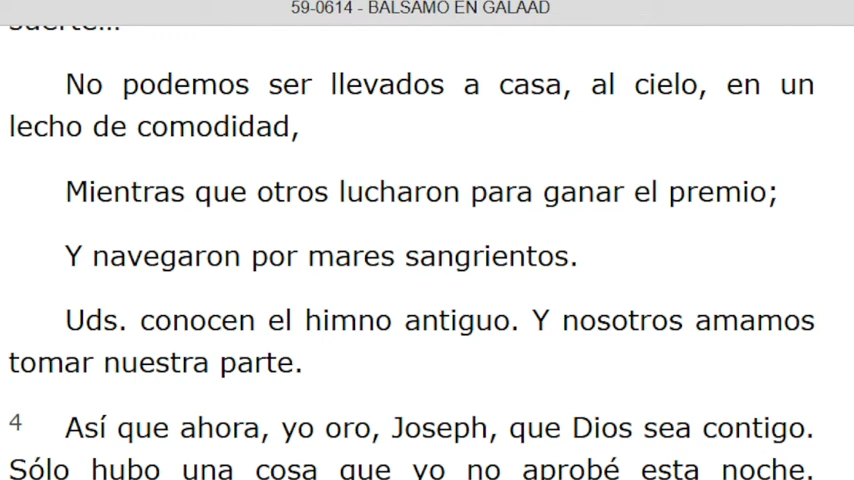 59-0614 - BALSAMO EN GALAAD
suerte...
No podemos ser llevados a casa, al cielo, en un
lecho de comodidad,
Mientras que otros lucharon para ganar el premio;
Y navegaron por mares sangrientos.
Uds. conocen el himno antiguo. Y nosotros amamos
tomar nuestra parte.
4 Así que ahora, yo oro, Joseph, que Dios sea contigo.
Sólo hubo una cosa que yo no aprobé esta noche.